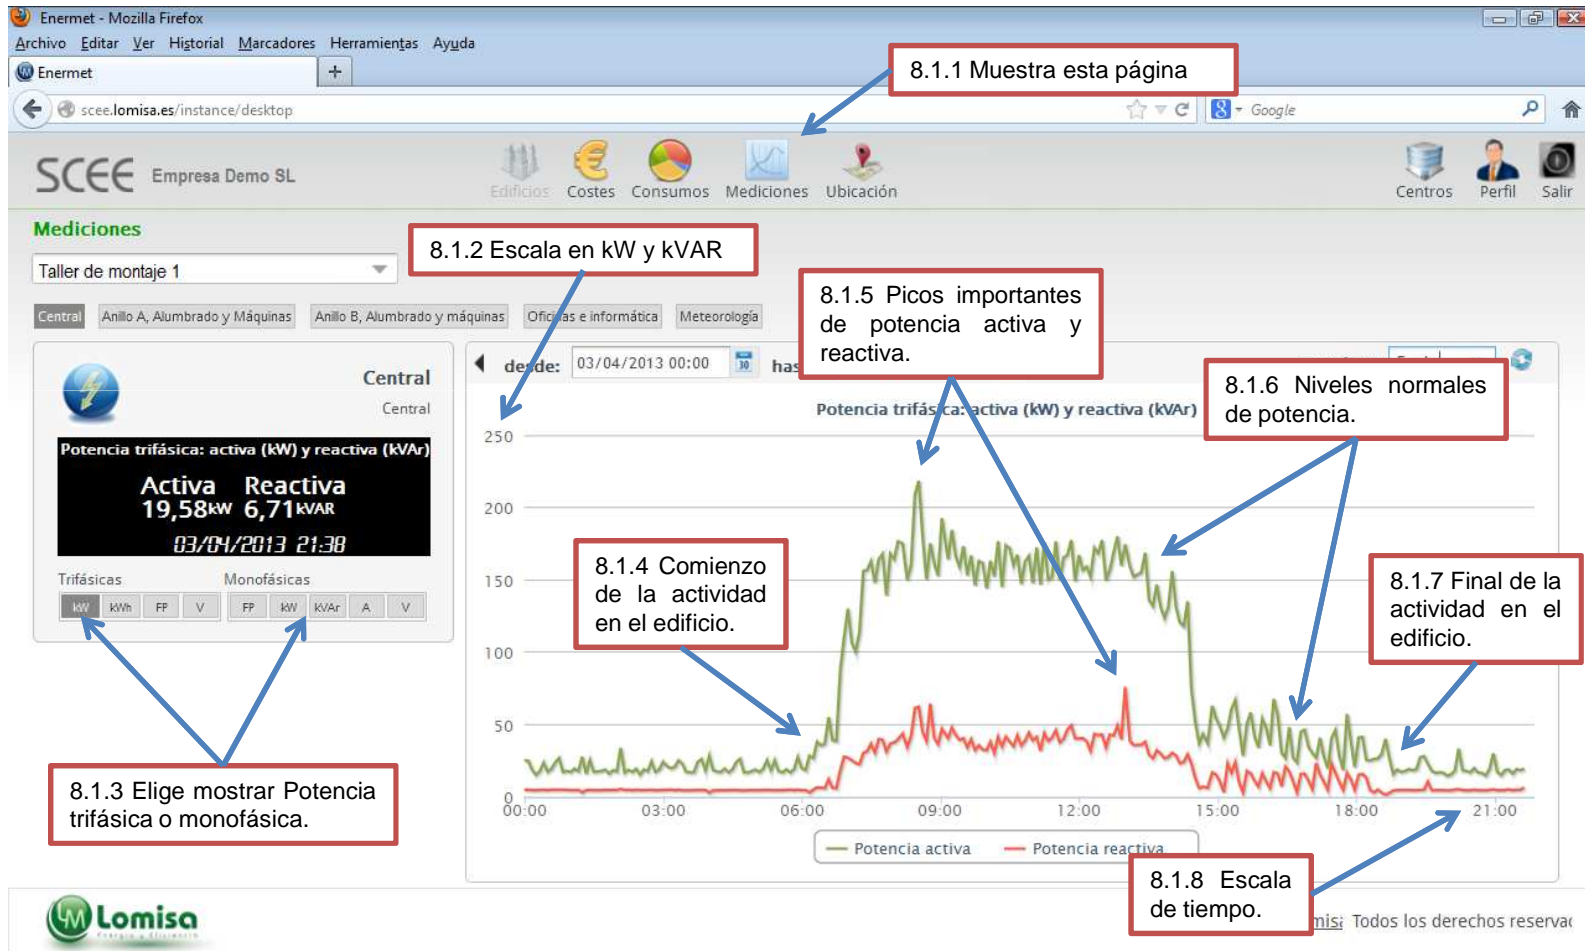 Enermet - Mozilla Firefox
Archivo Editar Ver Historial Marcadores Herramientas Ayuda
Enermet
+
8.1.1 Muestra esta página
scee.lomisa.es/instance/desktop
8 Google
SCEE Empresa Demo SL
Edificios Costes Consumos Mediciones Ubicación
Centros Perfil Salir
Mediciones
Taller de montaje 1
8.1.2 Escala en kW y kVAR
Central Anillo A, Alumbrado y Máquinas Anillo B, Alumbrado y máquinas Oficinas e informática Meteorología
8.1.5 Picos importantes
de potencia activa y
reactiva.
Central
Central
desde: 03/04/2013 00:00 30
8.1.6 Niveles normales
de potencia.
Potencia trifásica: activa (kW) y reactiva (kVAr)
Potencia trifásica: activa (kW) y reactiva (kVAr)
Activa Reactiva
19,58kW 6,71kVAR
03/04/2013 21:38
Trifásicas Monofásicas
kW kWh FP V FP kW kVAr A V
250
200
150
100
50
0
8.1.4 Comienzo
de la actividad
en el edificio.
8.1.7 Final de la
actividad en el
edificio.
8.1.3 Elige mostrar Potencia
trifásica o monofásica.
00:00 03:00 06:00 09:00 12:00 15:00 18:00 21:00
Potencia activa Potencia reactiva
8.1.8 Escala
de tiempo.
LM Lomisa
Energía y Eficiencia
Todos los derechos